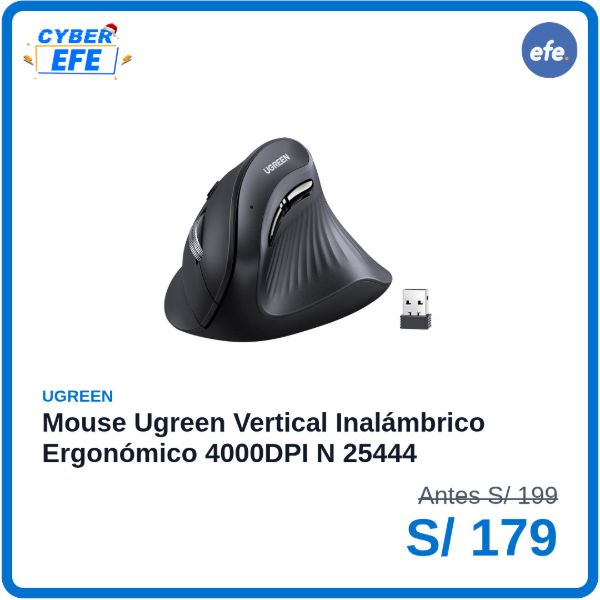 CYBER
EFE
efe.
UGREEN
UGREEN
Mouse Ugreen Vertical Inalámbrico
Ergonómico 4000DPI N 25444
Antes S/ 199
S/ 179